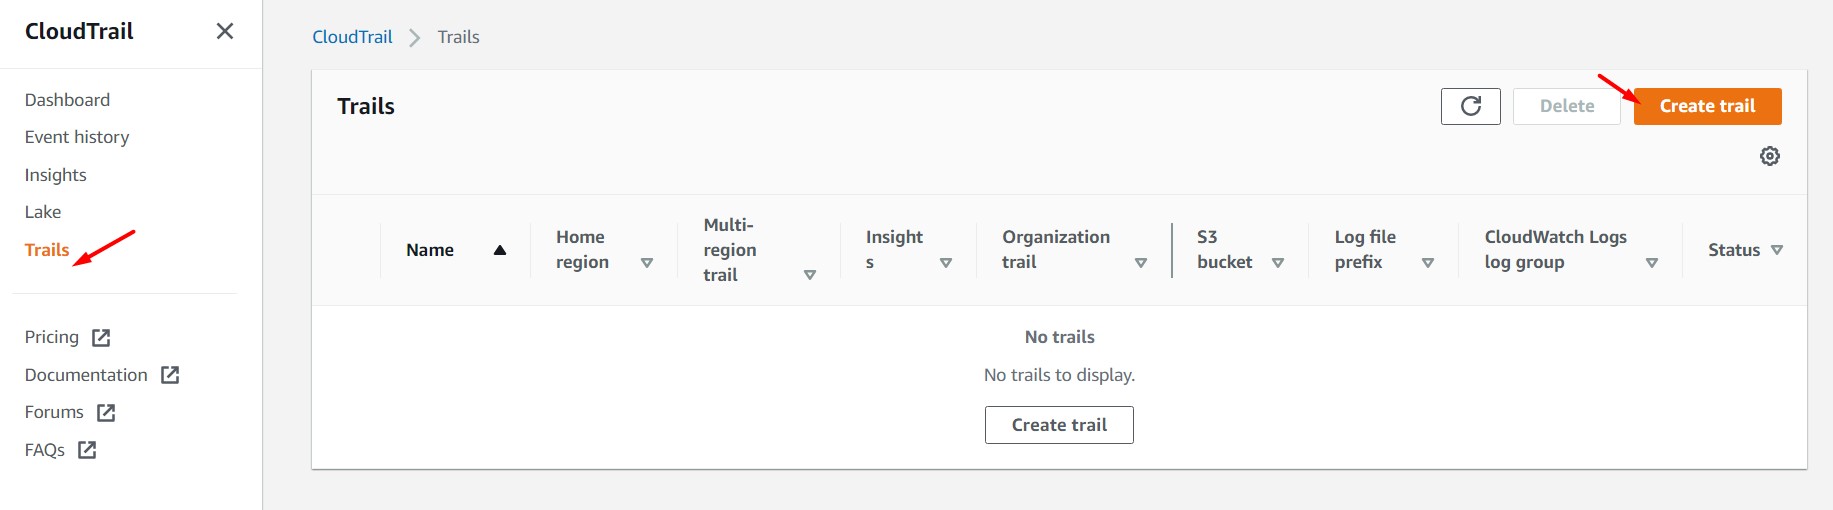 CloudTrail
Dashboard
Event history
Insights
Lake
Trails
Pricing
Documentation
Forums
FAQs
CloudTrail
Trails
Trails
Delete
Create trail
Name
Home
region
Multi-
region
trail
Insight
s
Organization
trail
S3
bucket
Log file
prefix
CloudWatch Logs
log group
Status
No trails
No trails to display.
Create trail